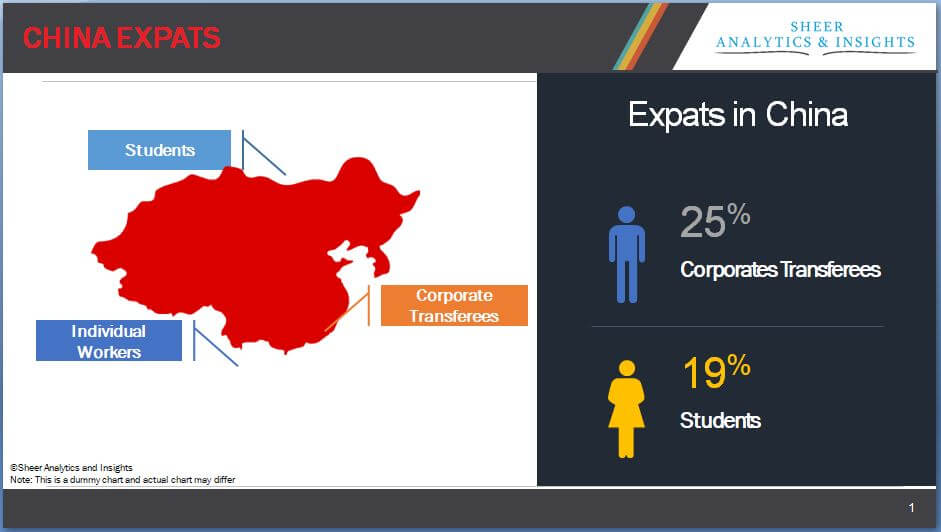 CHINA EXPATS
SHEER
ANALYTICS & INSIGHTS
Students
Individual
Workers
Corporate
Transferees
Expats in China
25%
Corporates Transferees
19%
Students
©Sheer Analytics and Insights
Note: This is a dummy chart and actual chart may differ
1